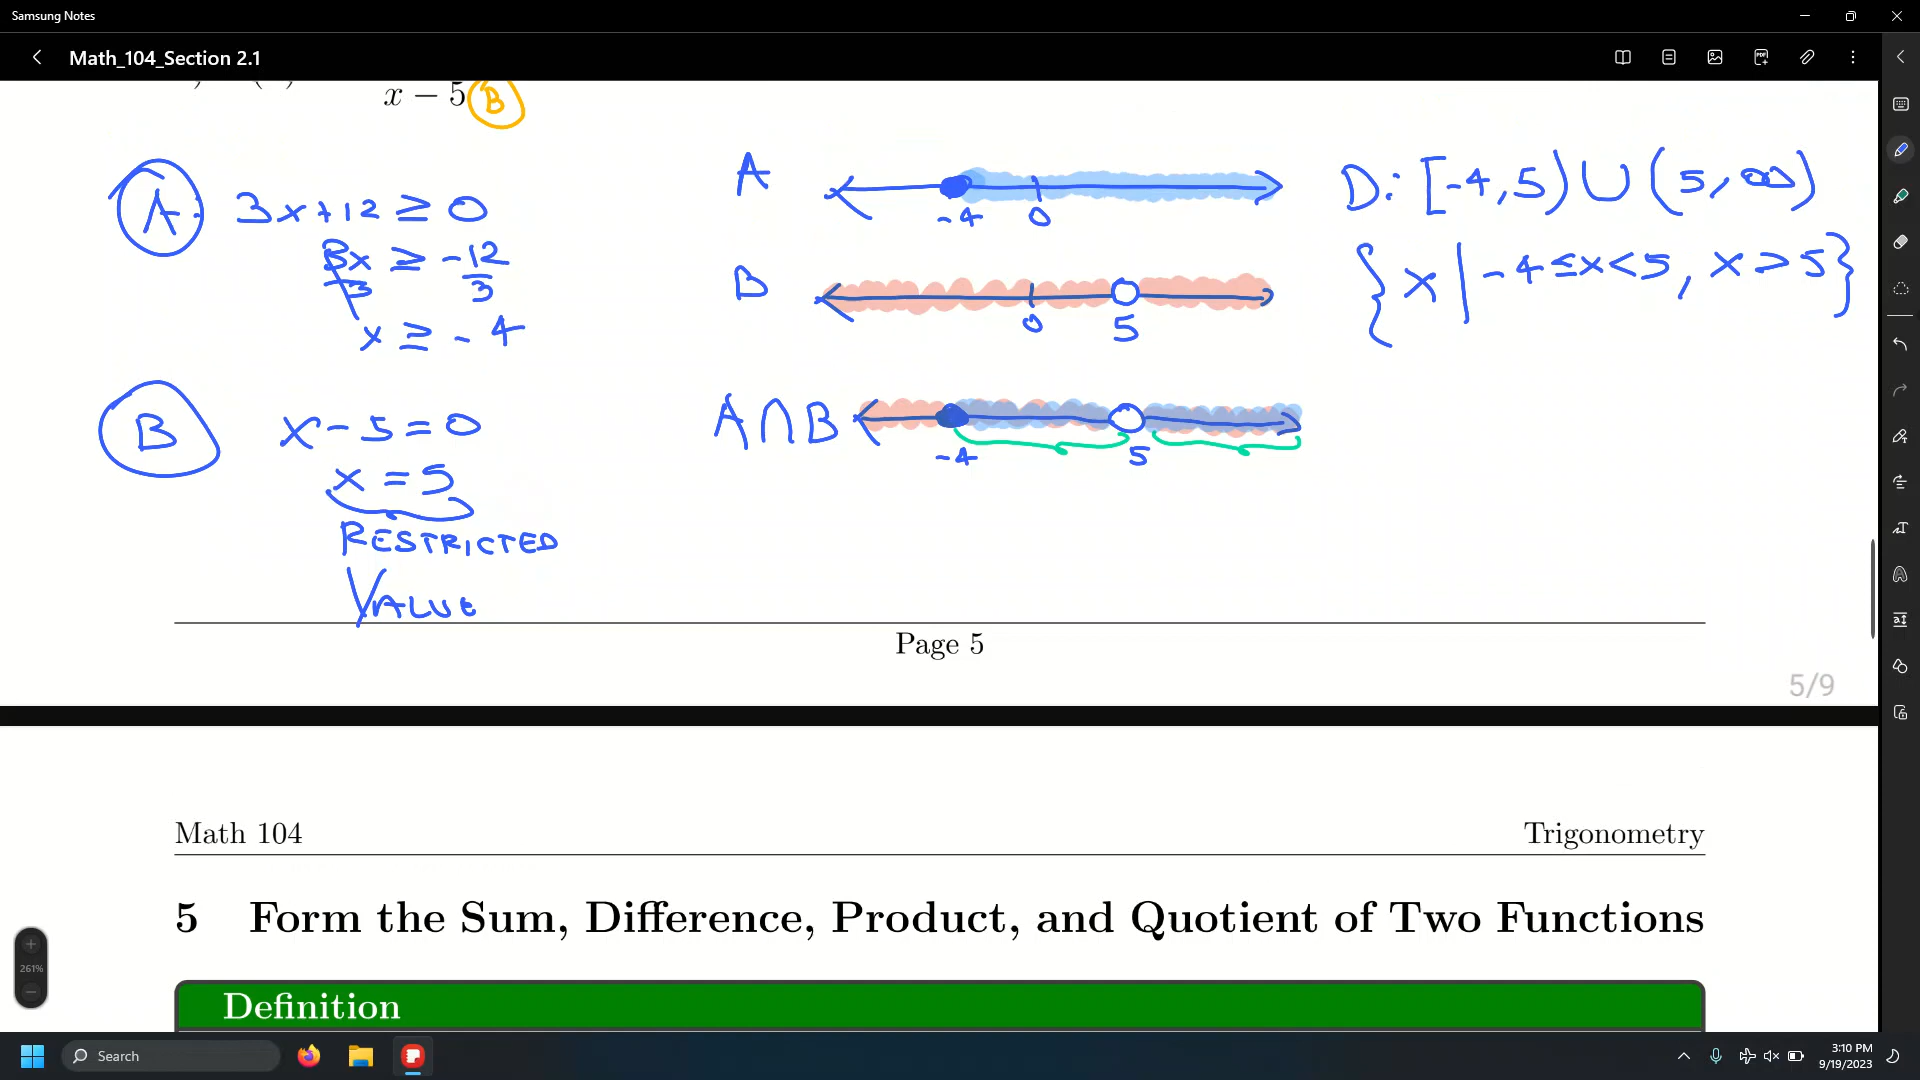 Samsung Notes
Math_104_Section 2.1
x − 5 B
A 3x+12 ≥ 0
3x ≥ -12
3 3
x ≥ -4
B x - 5 = 0
x = 5
RESTRICTED
VALUE
A
-4 0
B
0 5
A∩B
-4 5
D: [-4,5) ∪ (5,∞)
{x | -4 ≤ x < 5, x > 5}
Page 5
5/9
Math 104 Trigonometry
5 Form the Sum, Difference, Product, and Quotient of Two Functions
Definition
261%
Search
3:10 PM
9/19/2023